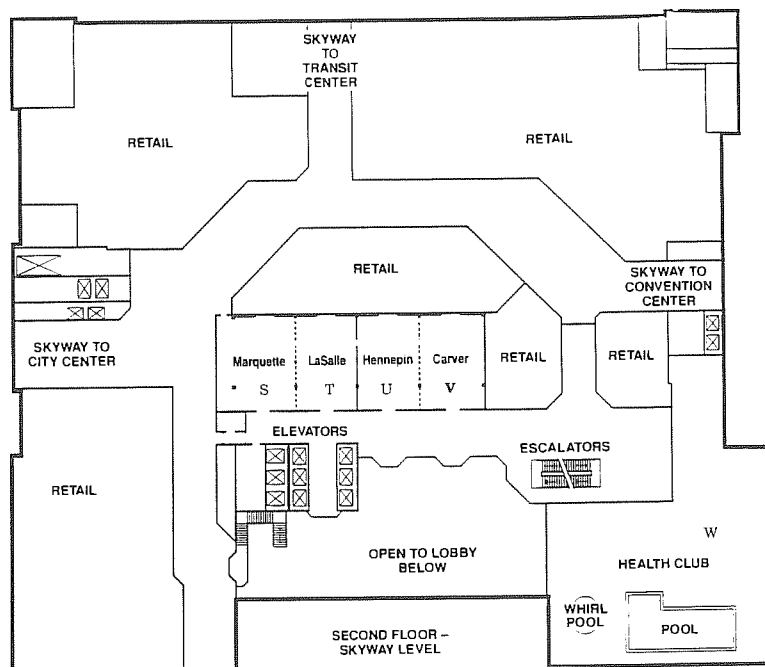 SKYWAY
TO
TRANSIT
CENTER
RETAIL
RETAIL
RETAIL
SKYWAY TO
CONVENTION
CENTER
SKYWAY TO
CITY CENTER
Marquette
LaSalle
Hennepin
Carver
RETAIL
RETAIL
S
T
U
V
ELEVATORS
ESCALATORS
RETAIL
W
OPEN TO LOBBY
BELOW
HEALTH CLUB
WHIRL
POOL
POOL
SECOND FLOOR –
SKYWAY LEVEL